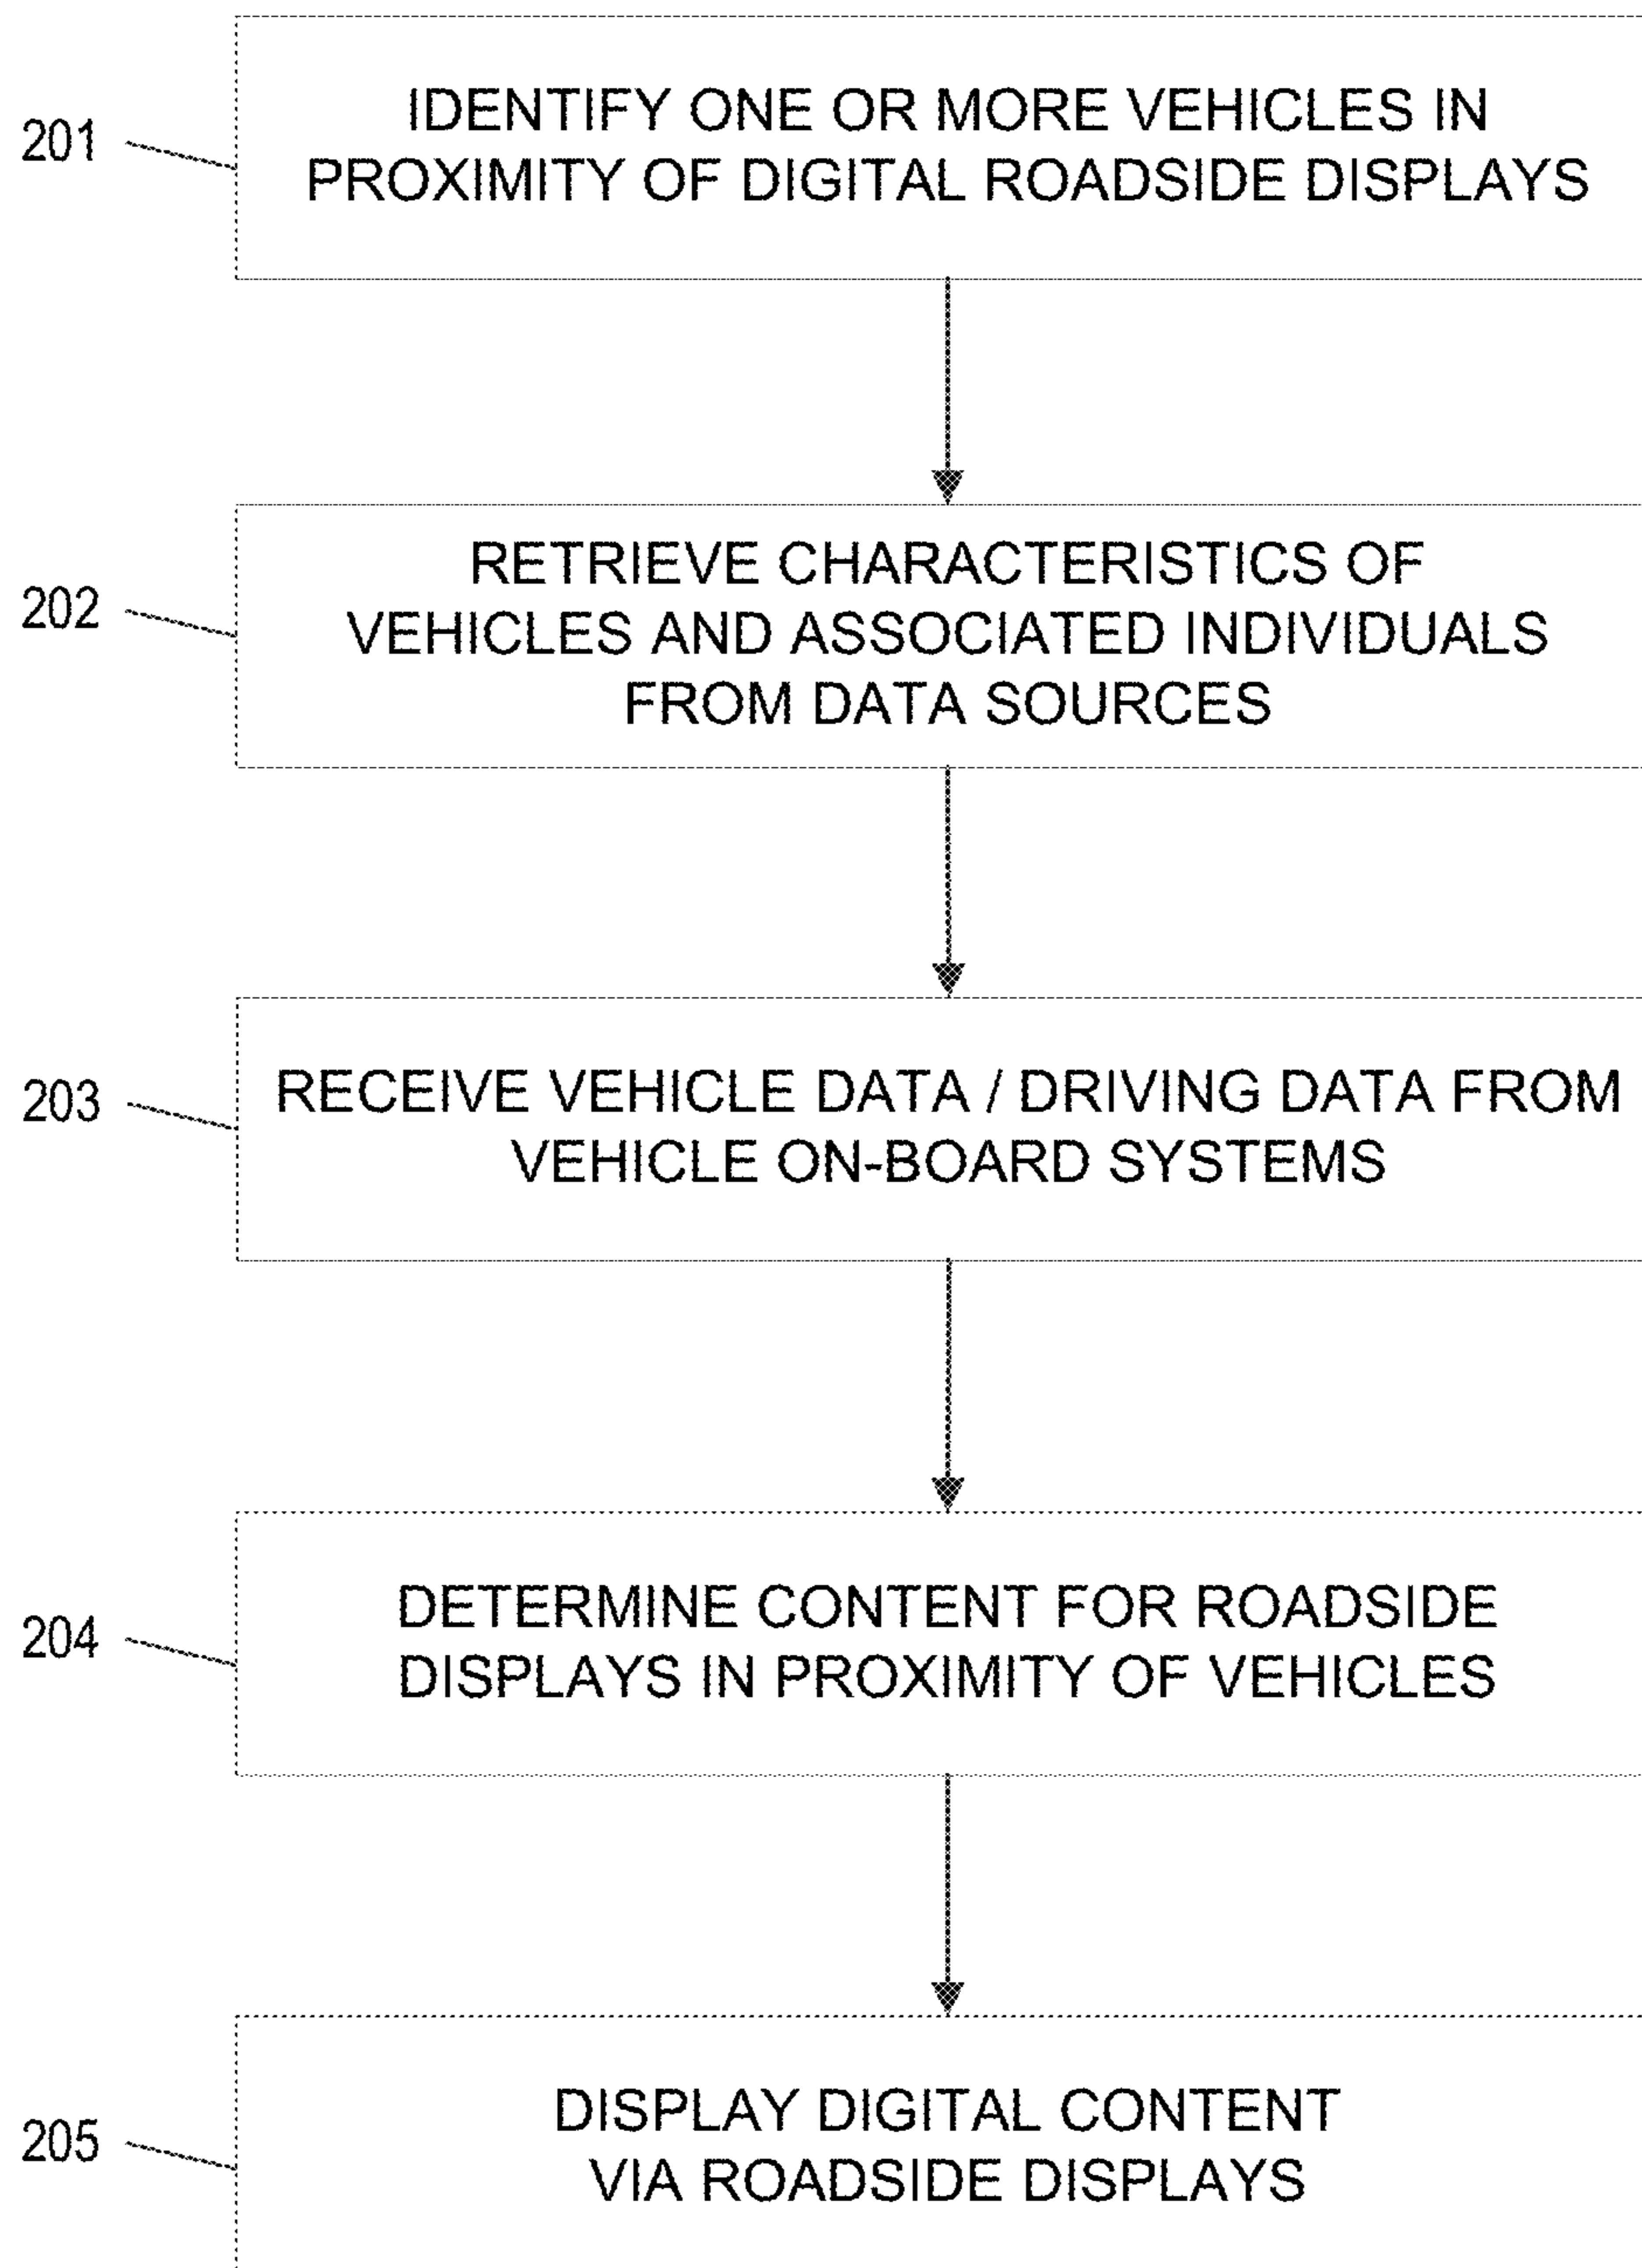 201
IDENTIFY ONE OR MORE VEHICLES IN
PROXIMITY OF DIGITAL ROADSIDE DISPLAYS
202
RETRIEVE CHARACTERISTICS OF
VEHICLES AND ASSOCIATED INDIVIDUALS
FROM DATA SOURCES
203
RECEIVE VEHICLE DATA / DRIVING DATA FROM
VEHICLE ON-BOARD SYSTEMS
204
DETERMINE CONTENT FOR ROADSIDE
DISPLAYS IN PROXIMITY OF VEHICLES
205
DISPLAY DIGITAL CONTENT
VIA ROADSIDE DISPLAYS